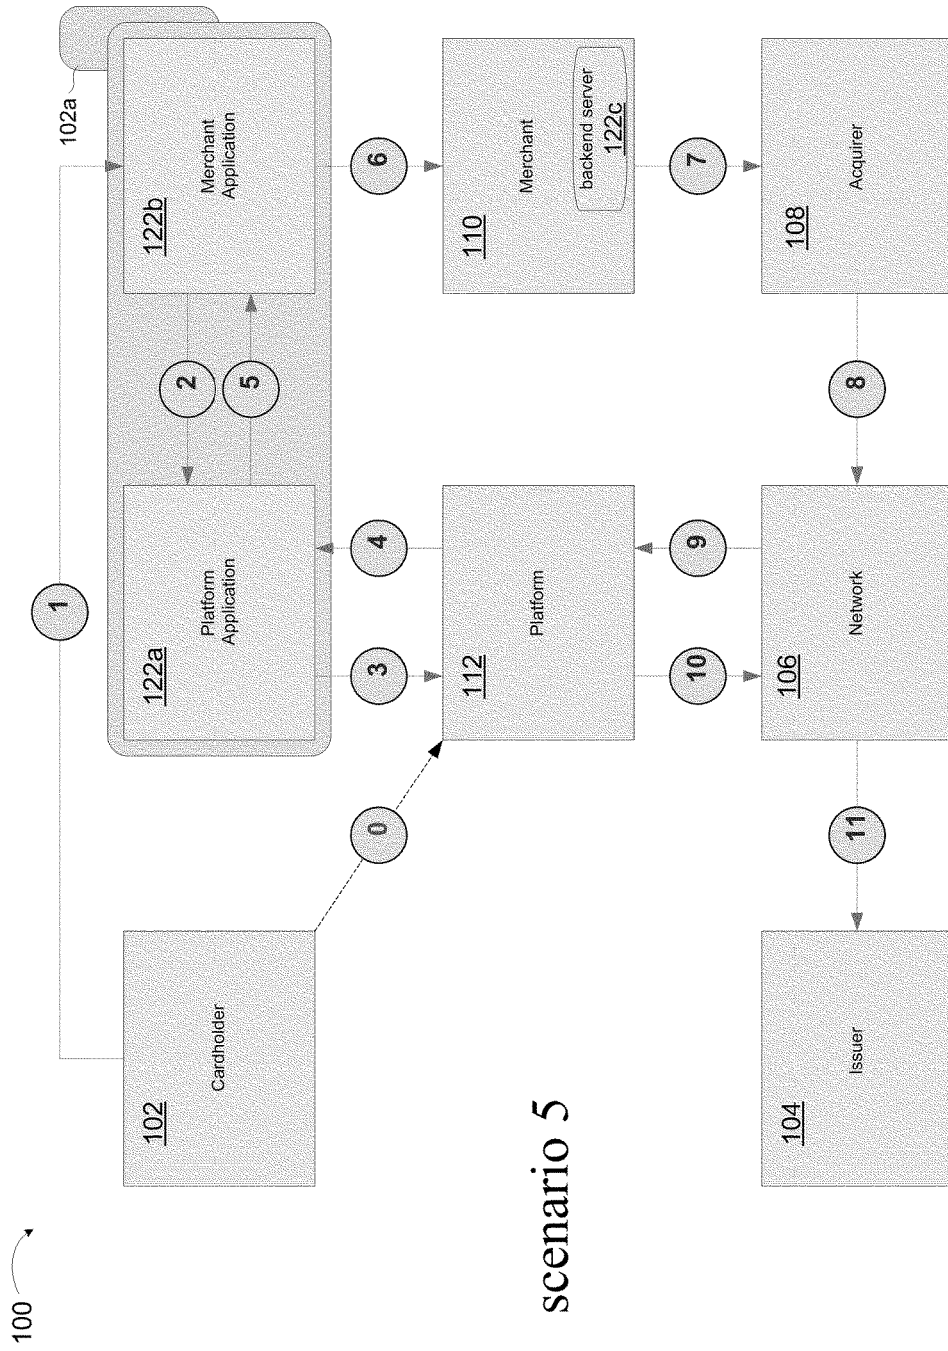 100
scenario 5
1
102
Cardholder
0
122a
Platform
Application
2
5
122b
Merchant
Application
102a
3
4
6
112
Platform
110
Merchant
backend server
122c
10
9
7
104
Issuer
11
106
Network
8
108
Acquirer